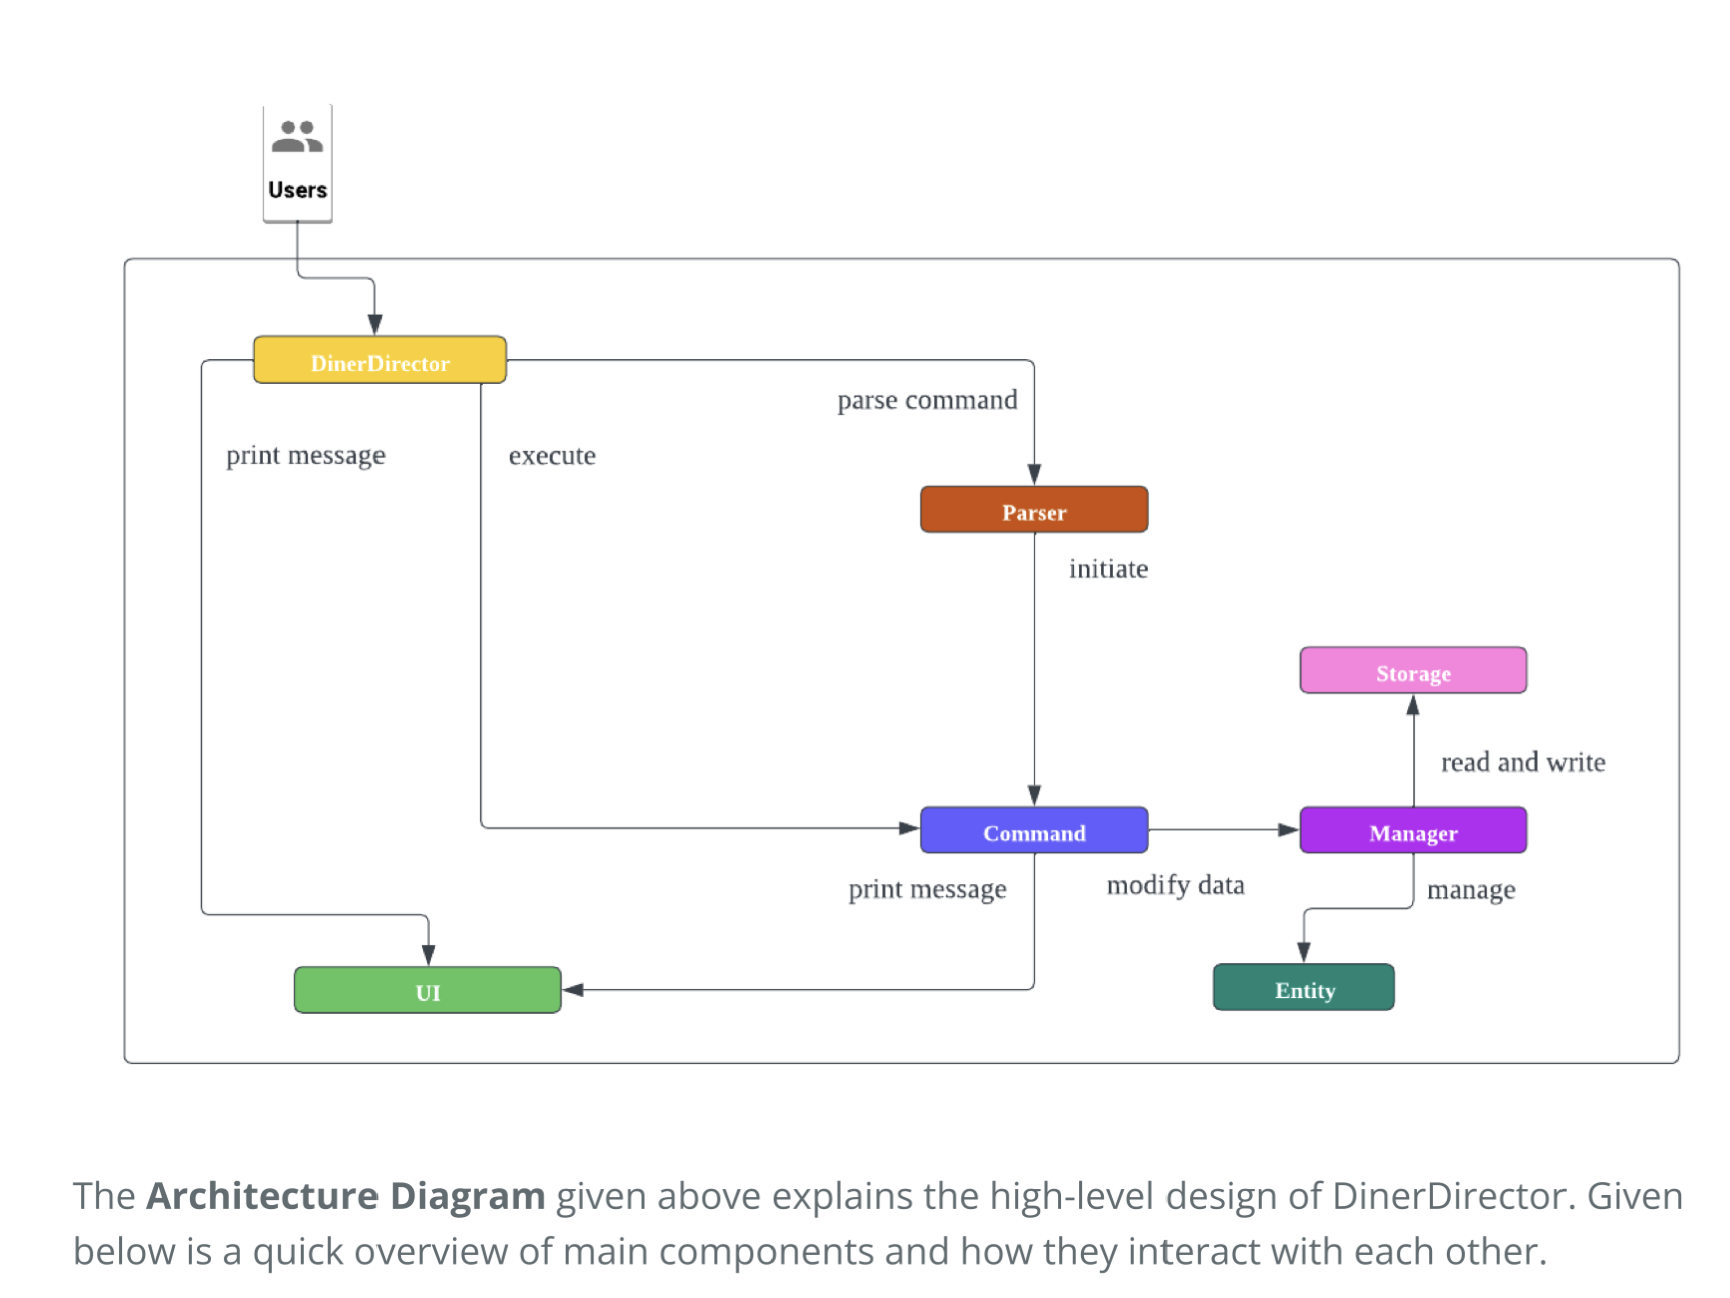 Users
DinerDirector
parse command
print message
execute
Parser
initiate
Storage
read and write
Command
Manager
print message
modify data
manage
UI
Entity
The Architecture Diagram given above explains the high-level design of DinerDirector. Given
below is a quick overview of main components and how they interact with each other.